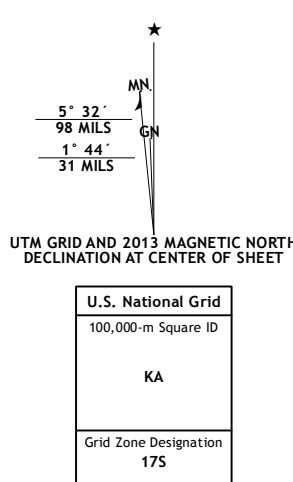 ★
MN
GN
5° 32´
98 MILS
1° 44´
31 MILS
UTM GRID AND 2013 MAGNETIC NORTH
DECLINATION AT CENTER OF SHEET
U.S. National Grid
100,000-m Square ID
KA
Grid Zone Designation
17S